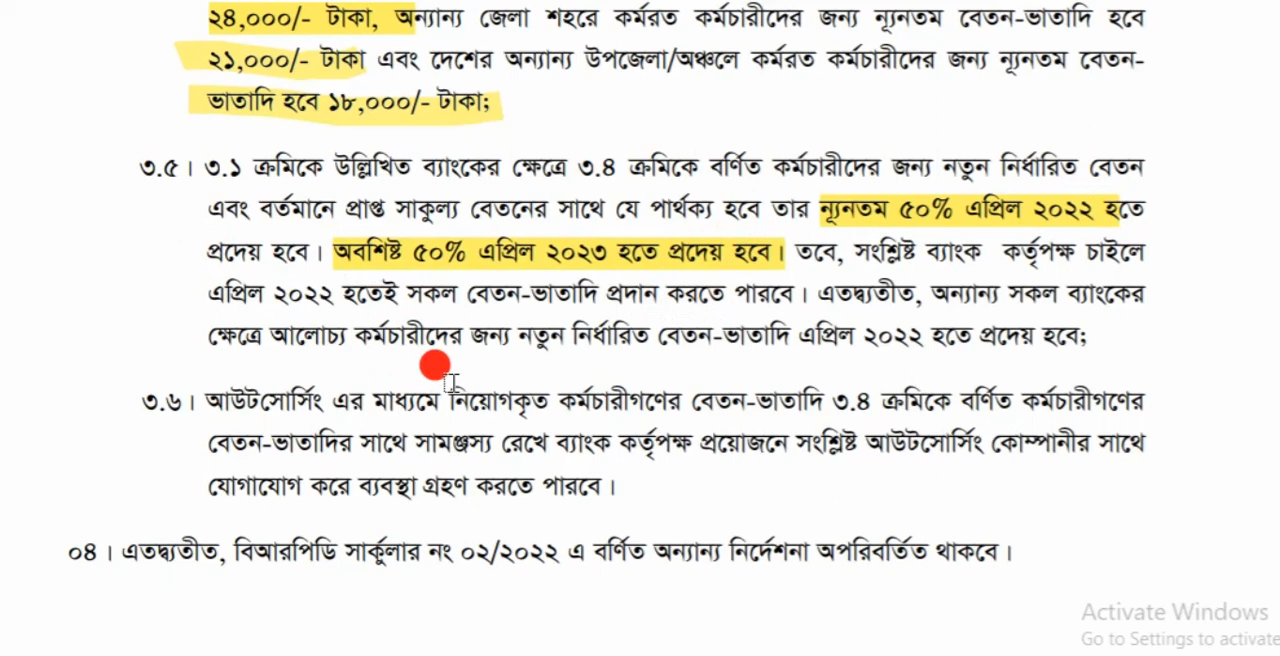 ২৪,০০০/- টাকা, অন্যান্য জেলা শহরে কর্মরত কর্মচারীদের জন্য ন্যূনতম বেতন-ভাতাদি হবে
২১,০০০/- টাকা এবং দেশের অন্যান্য উপজেলা/অঞ্চলে কর্মরত কর্মচারীদের জন্য ন্যূনতম বেতন-
ভাতাদি হবে ১৮,০০০/- টাকা;
৩.৫। ৩.১ ক্রমিকে উল্লিখিত ব্যাংকের ক্ষেত্রে ৩.৪ ক্রমিকে বর্ণিত কর্মচারীদের জন্য নতুন নির্ধারিত বেতন
এবং বর্তমানে প্রাপ্ত সাকুল্য বেতনের সাথে যে পার্থক্য হবে তার ন্যূনতম ৫০% এপ্রিল ২০২২ হতে
প্রদেয় হবে। অবশিষ্ট ৫০% এপ্রিল ২০২৩ হতে প্রদেয় হবে। তবে, সংশ্লিষ্ট ব্যাংক কর্তৃপক্ষ চাইলে
এপ্রিল ২০২২ হতেই সকল বেতন-ভাতাদি প্রদান করতে পারবে। এতদ্ব্যতীত, অন্যান্য সকল ব্যাংকের
ক্ষেত্রে আলোচ্য কর্মচারীদের জন্য নতুন নির্ধারিত বেতন-ভাতাদি এপ্রিল ২০২২ হতে প্রদেয় হবে;
৩.৬। আউটসোর্সিং এর মাধ্যমে নিয়োগকৃত কর্মচারীগণের বেতন-ভাতাদি ৩.৪ ক্রমিকে বর্ণিত কর্মচারীগণের
বেতন-ভাতাদির সাথে সামঞ্জস্য রেখে ব্যাংক কর্তৃপক্ষ প্রয়োজনে সংশ্লিষ্ট আউটসোর্সিং কোম্পানীর সাথে
যোগাযোগ করে ব্যবস্থা গ্রহণ করতে পারবে।
০৪। এতদ্ব্যতীত, বিআরপিডি সার্কুলার নং ০২/২০২২ এ বর্ণিত অন্যান্য নির্দেশনা অপরিবর্তিত থাকবে।
Activate Windows
Go to Settings to activate